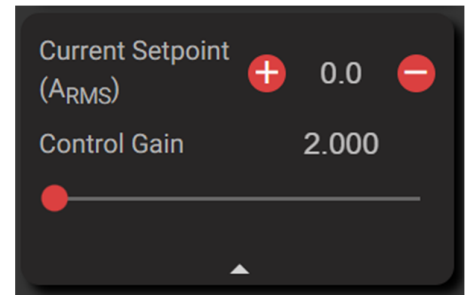 Current Setpoint
(ARMS) + 0.0 −
Control Gain 2.000